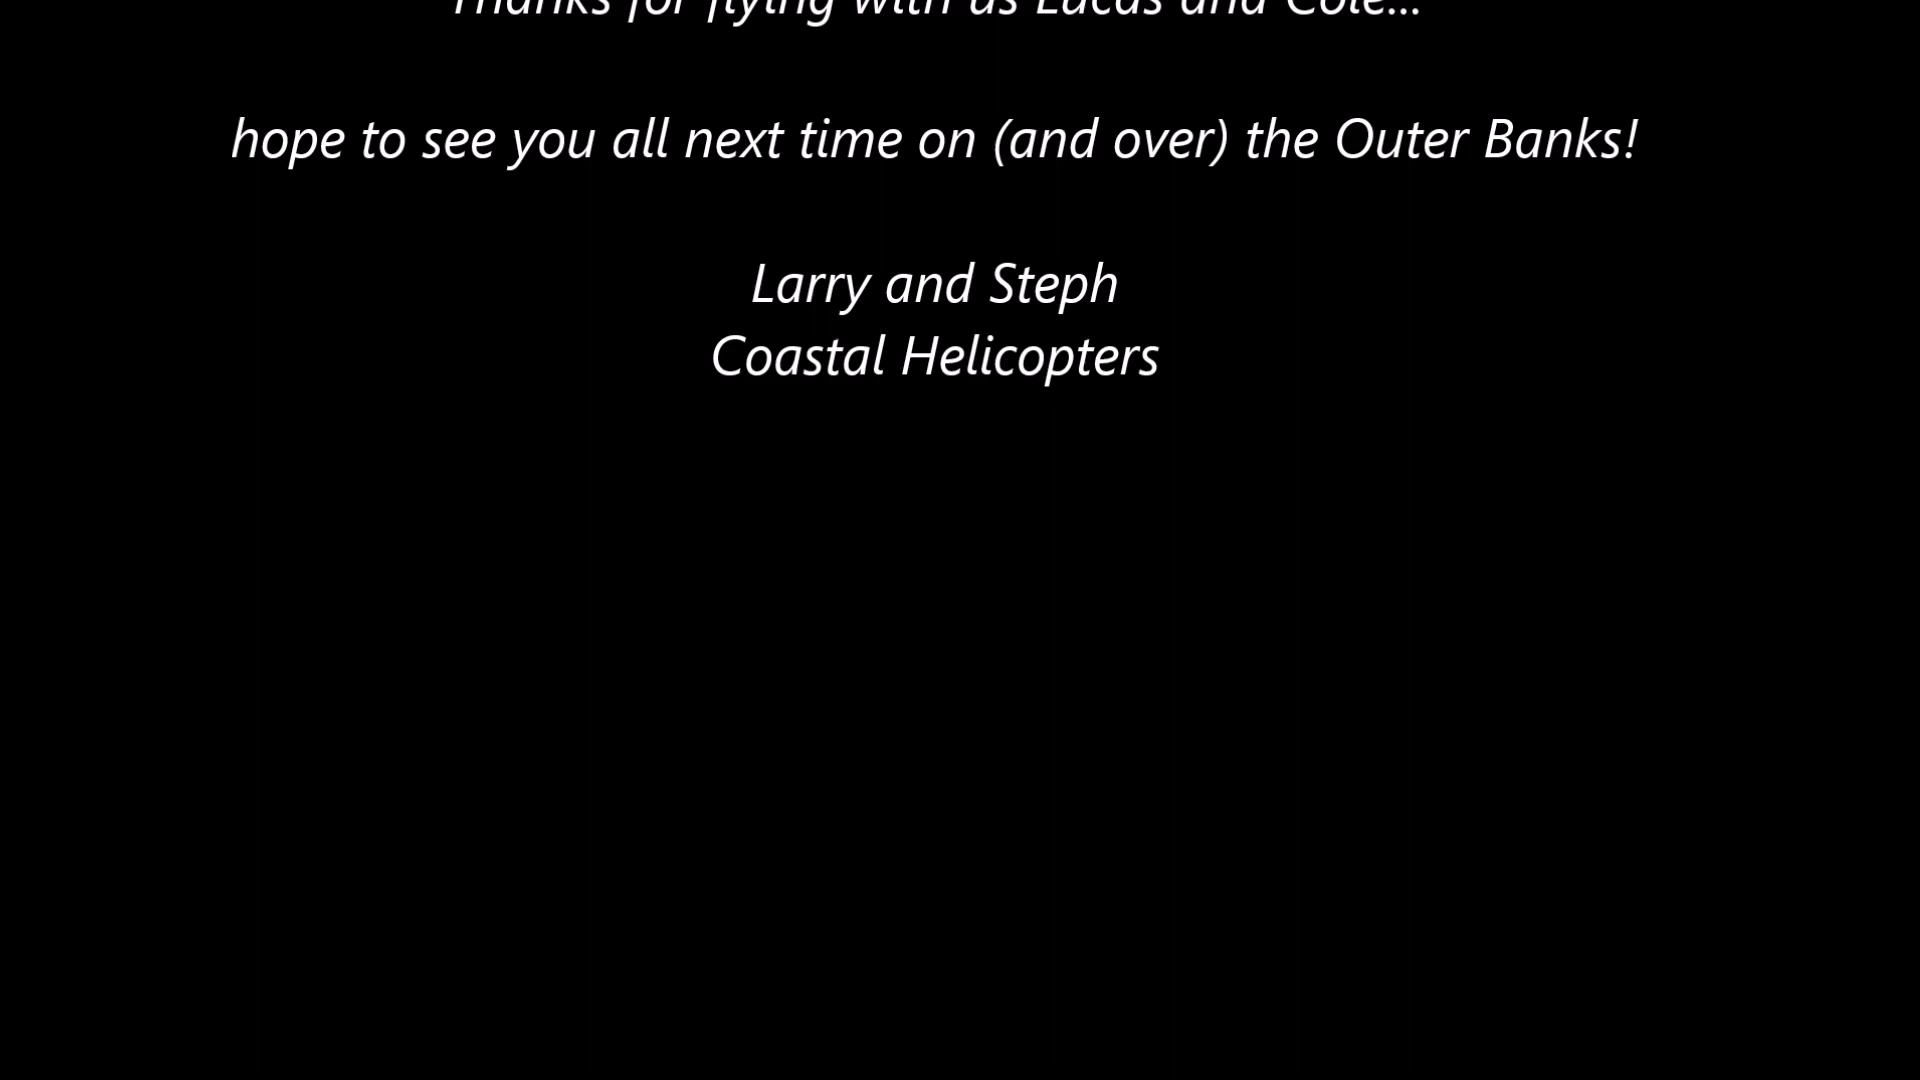 Thanks for flying with us Lucas and Cole...
hope to see you all next time on (and over) the Outer Banks!
Larry and Steph
Coastal Helicopters